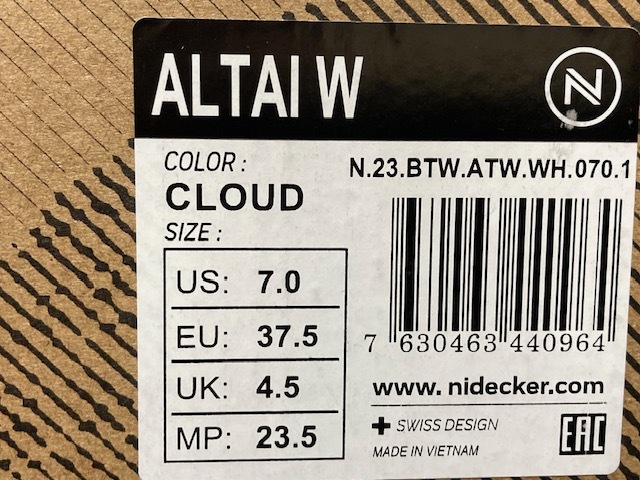 ALTAI W
N
COLOR :
CLOUD
N.23.BTW.ATW.WH.070.1
SIZE :
US: 7.0
EU: 37.5
UK: 4.5
MP: 23.5
7 630463 440964
www. nidecker.com
+ SWISS DESIGN
MADE IN VIETNAM
EAC